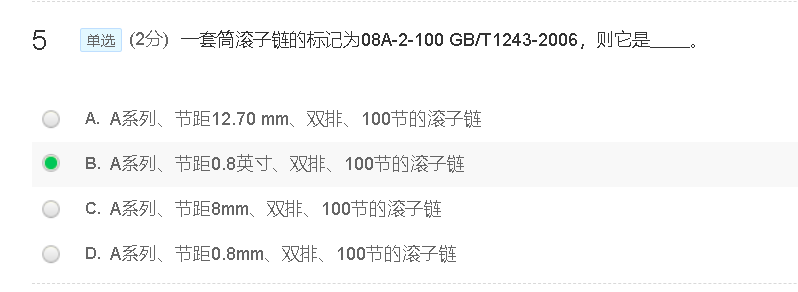 5 单选 (2分) 一套筒滚子链的标记为08A-2-100 GB/T1243-2006，则它是____。
A. A系列、节距12.70 mm、双排、100节的滚子链
B. A系列、节距0.8英寸、双排、100节的滚子链
C. A系列、节距8mm、双排、100节的滚子链
D. A系列、节距0.8mm、双排、100节的滚子链